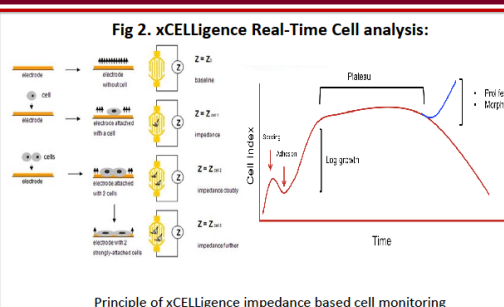 Fig 2. xCELLigence Real-Time Cell analysis:
electrode
electrode
without cell
Z
Z = Z
baseline
cell
electrode
electrode attached
with a cell
Z
Z = Z
impedance
cells
electrode
electrode attached
with 2 cells
Z
Z = Z
impedance doubly
electrode with 2
strongly-attached cells
Z
Z = Z
impedance further
Plateau
Seeding
Adhesion
Log growth
Cell Index
Time
Principle of xCELLigence impedance based cell monitoring